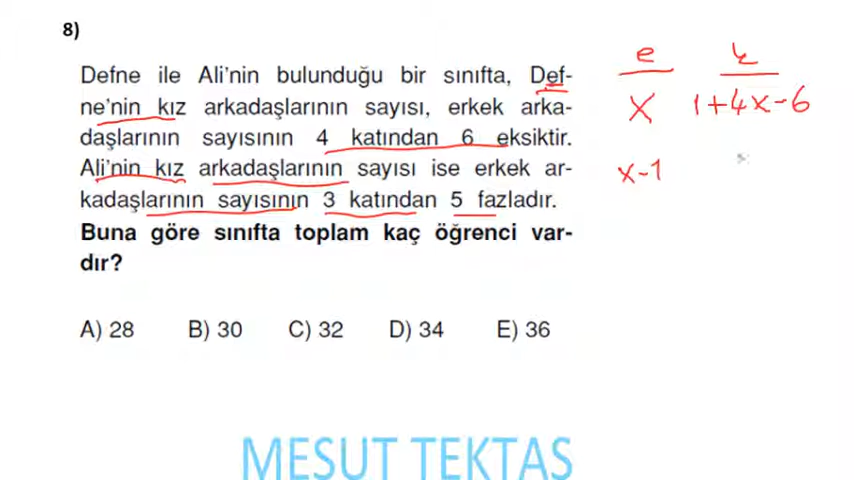 8)
Defne ile Ali'nin bulunduğu bir sınıfta, Def-
ne'nin kız arkadaşlarının sayısı, erkek arka-
daşlarının sayısının 4 katından 6 eksiktir.
Ali'nin kız arkadaşlarının sayısı ise erkek ar-
kadaşlarının sayısının 3 katından 5 fazladır.
Buna göre sınıfta toplam kaç öğrenci var-
dır?
A) 28 B) 30 C) 32 D) 34 E) 36
e k
x 1+4x-6
x-1
MESUT TEKTAS